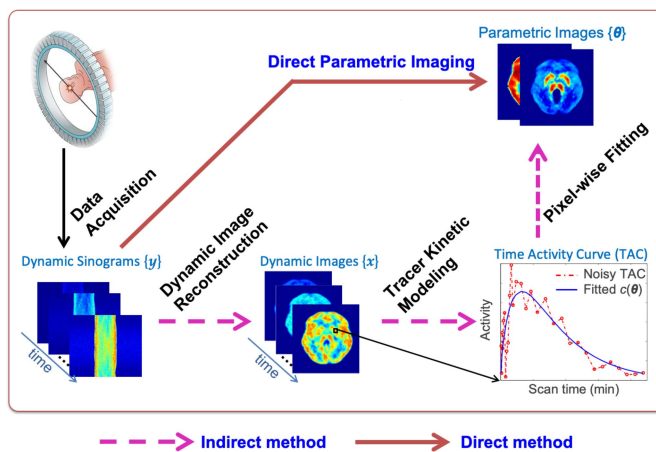 Parametric Images {θ}
Direct Parametric Imaging
Data
Acquisition
Pixel-wise Fitting
Dynamic Sinograms {y}
Dynamic Image
Reconstruction
Dynamic Images {x}
Tracer Kinetic
Modeling
Time Activity Curve (TAC)
Noisy TAC
Fitted c(θ)
Activity
Scan time (min)
time
time
Indirect method
Direct method